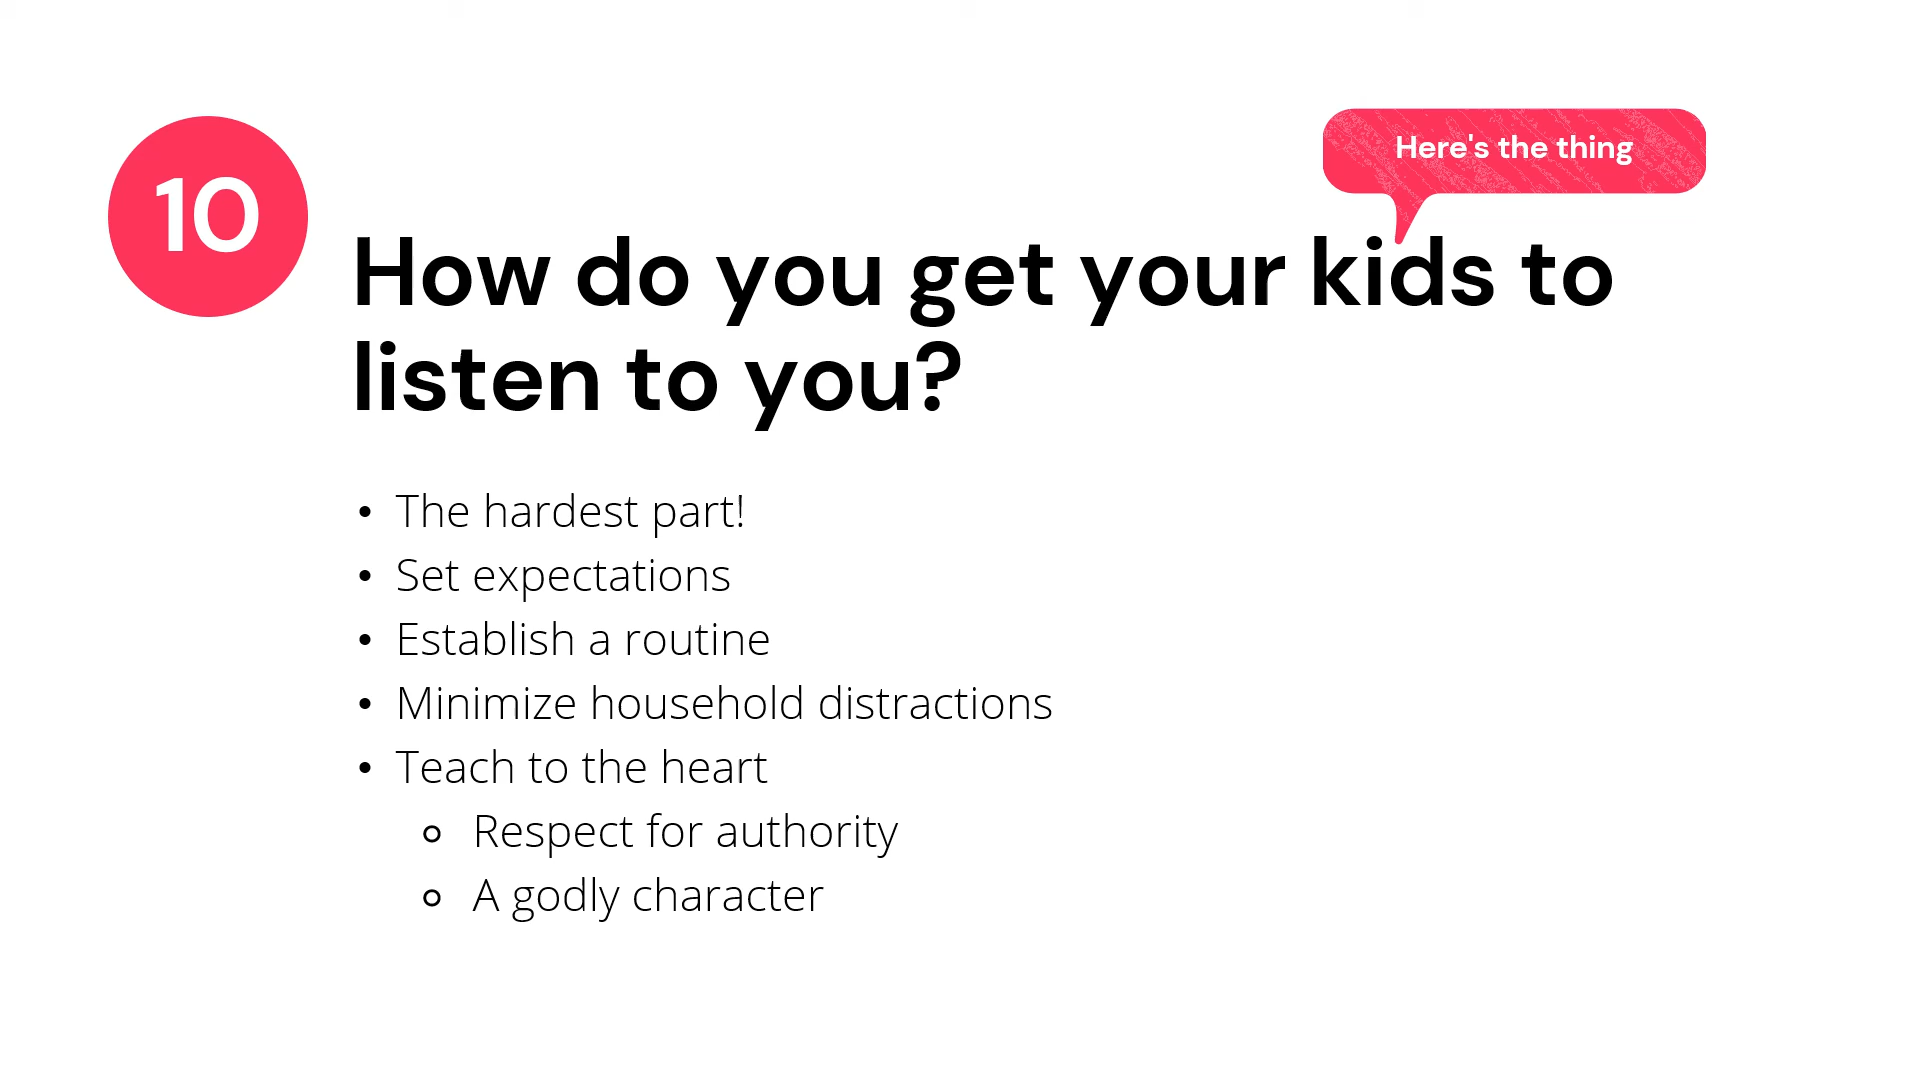 10
Here's the thing
How do you get your kids to
listen to you?
• The hardest part!
• Set expectations
• Establish a routine
• Minimize household distractions
• Teach to the heart
○ Respect for authority
○ A godly character